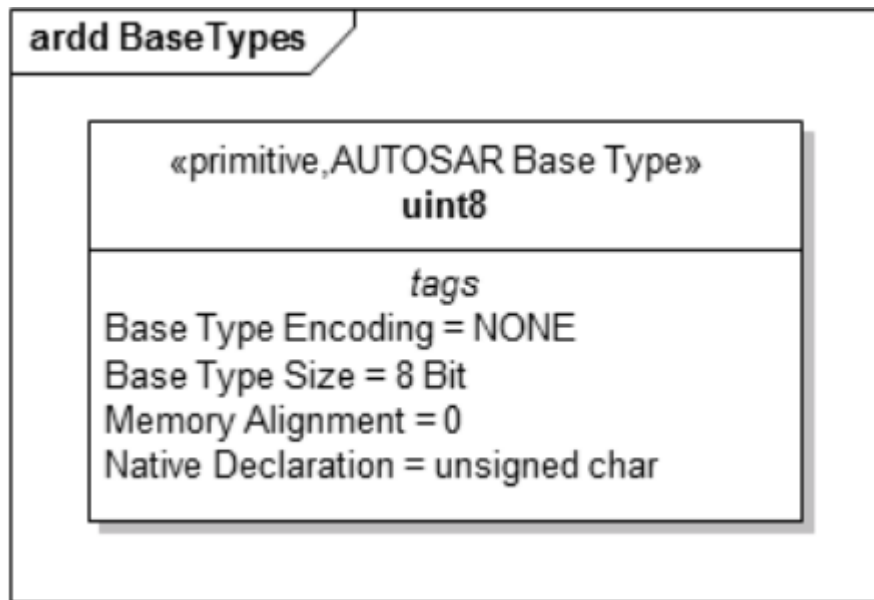 ardd BaseTypes
«primitive,AUTOSAR Base Type»
uint8
tags
Base Type Encoding = NONE
Base Type Size = 8 Bit
Memory Alignment = 0
Native Declaration = unsigned char